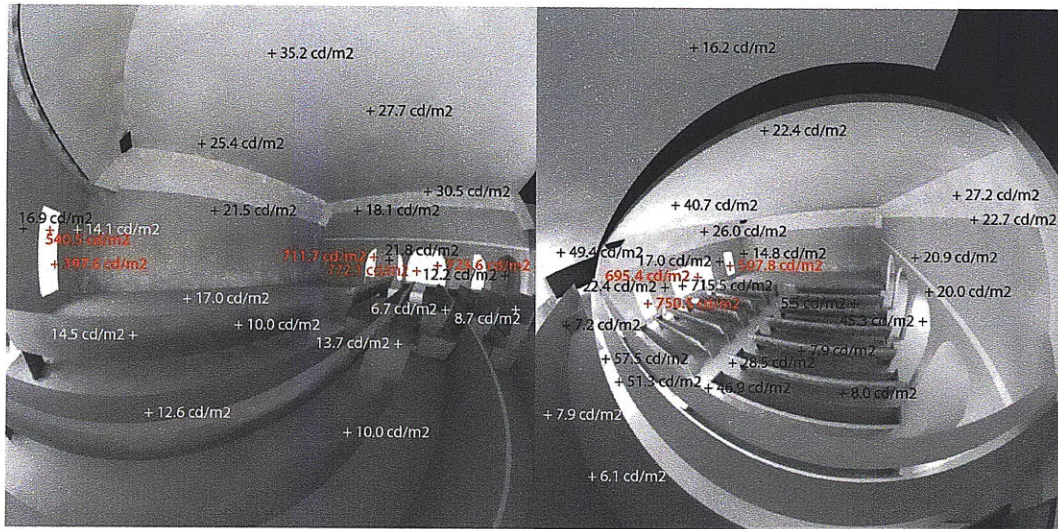 + 35.2 cd/m2
+ 27.7 cd/m2
+ 25.4 cd/m2
+ 30.5 cd/m2
+ 21.5 cd/m2
+ 18.1 cd/m2
16.9 cd/m2
+
+ 14.1 cd/m2
+ 21.8 cd/m2
12.2 cd/m2
+ 17.0 cd/m2
6.7 cd/m2 +
8.7 cd/m2
+ 10.0 cd/m2
14.5 cd/m2 +
13.7 cd/m2 +
+ 12.6 cd/m2
+ 10.0 cd/m2
+ 16.2 cd/m2
+ 22.4 cd/m2
+ 27.2 cd/m2
+ 40.7 cd/m2
+ 22.7 cd/m2
+ 26.0 cd/m2
+ 49.4 cd/m2
+ 14.8 cd/m2
17.0 cd/m2 +
+ 20.9 cd/m2
695.4 cd/m2 +
22.4 cd/m2 +
+ 715.5 cd/m2
+ 20.0 cd/m2
45.3 cd/m2 +
+ 7.2 cd/m2
+ 7.9 cd/m2
+ 57.5 cd/m2
+ 28.5 cd/m2
+ 51.3 cd/m2
+ 46.9 cd/m2
+ 8.0 cd/m2
+ 7.9 cd/m2
+ 6.1 cd/m2